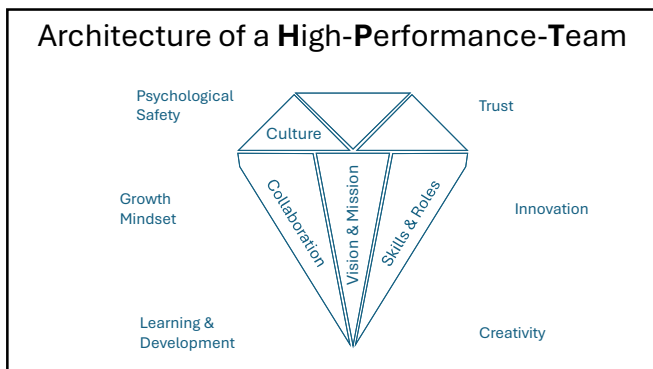 Architecture of a High-Performance-Team
Psychological
Safety
Trust
Culture
Growth
Mindset
Collaboration
Vision & Mission
Skills & Roles
Innovation
Learning &
Development
Creativity